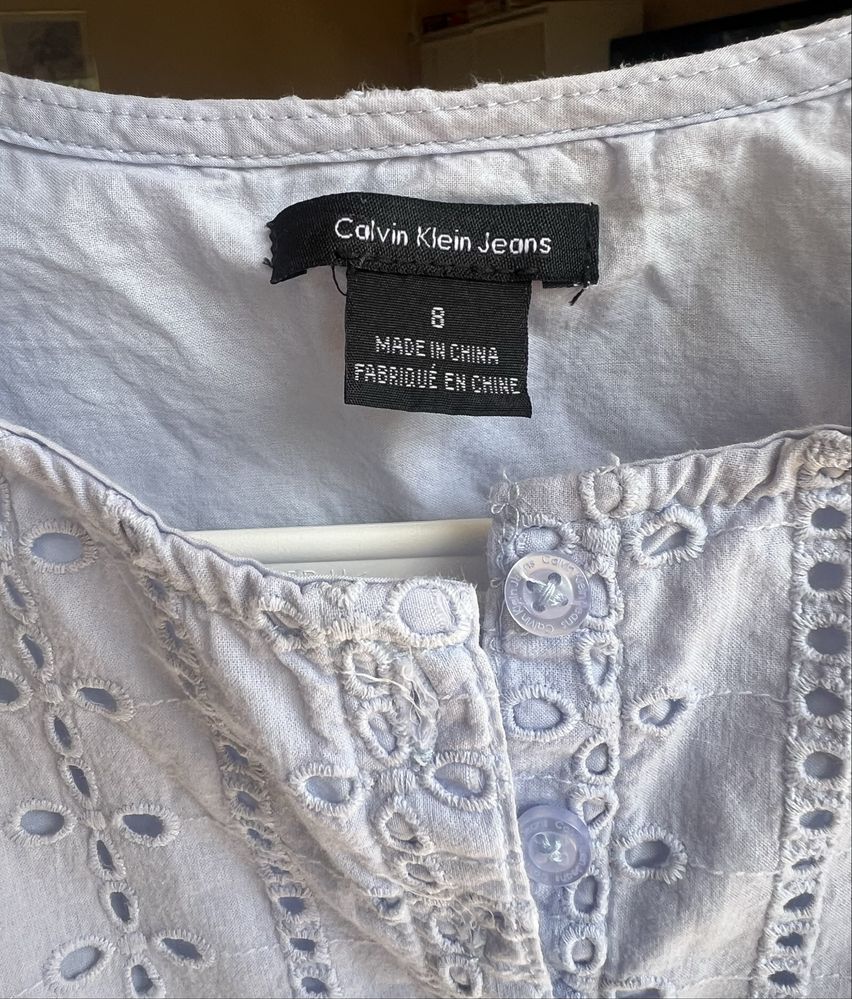 Calvin Klein Jeans
8
MADE IN CHINA
FABRIQUÉ EN CHINE